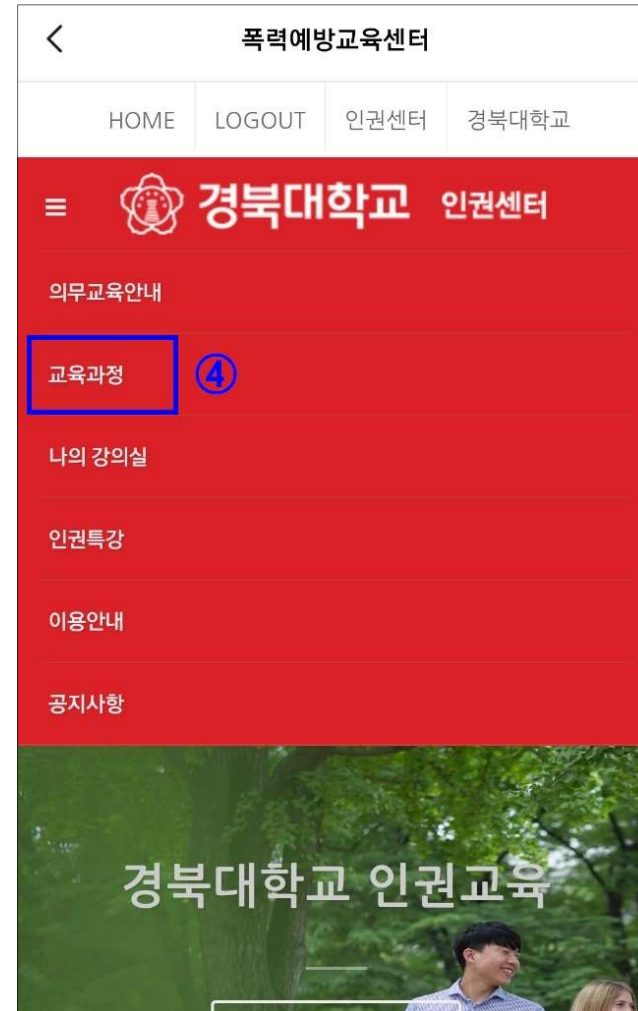 폭력예방교육센터
HOME LOGOUT 인권센터 경북대학교
경북대학교 인권센터
의무교육안내
교육과정 ④
나의 강의실
인권특강
이용안내
공지사항
경북대학교 인권교육